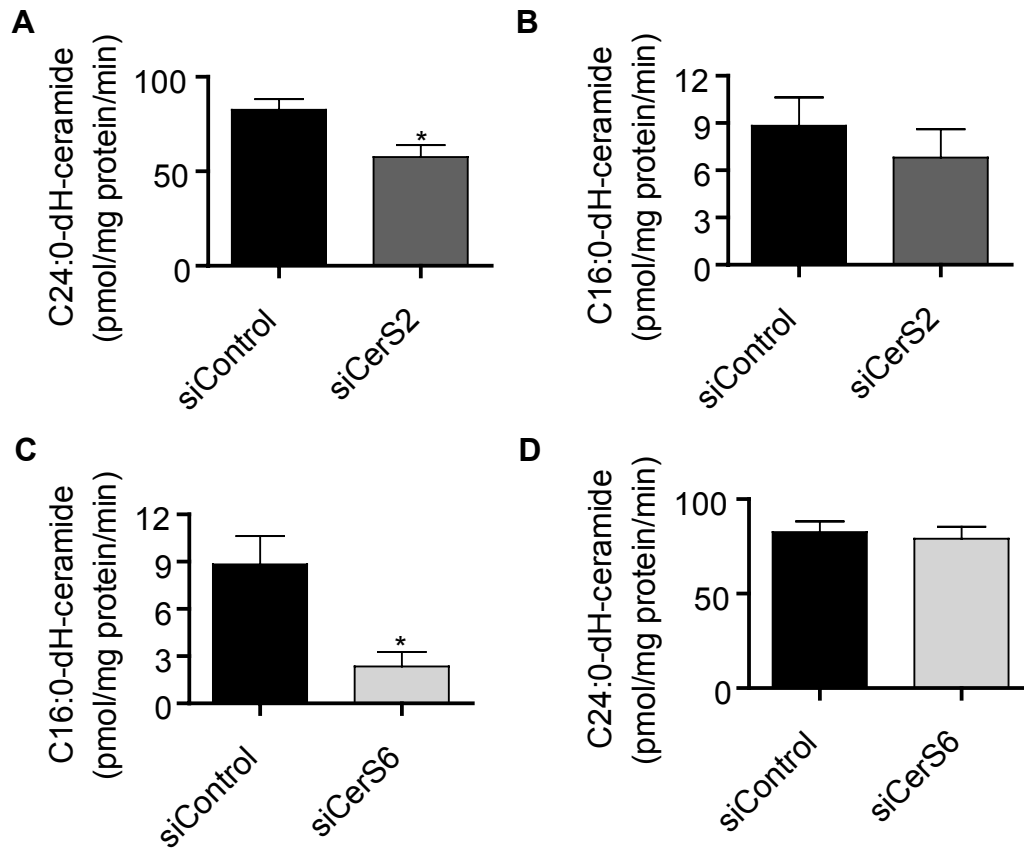 A
C24:0-dH-ceramide
(pmol/mg protein/min)
100
50
0
*
siControl
siCerS2
B
C16:0-dH-ceramide
(pmol/mg protein/min)
12
9
6
3
0
siControl
siCerS2
C
C16:0-dH-ceramide
(pmol/mg protein/min)
12
9
6
3
0
*
siControl
siCerS6
D
C24:0-dH-ceramide
(pmol/mg protein/min)
100
50
0
siControl
siCerS6